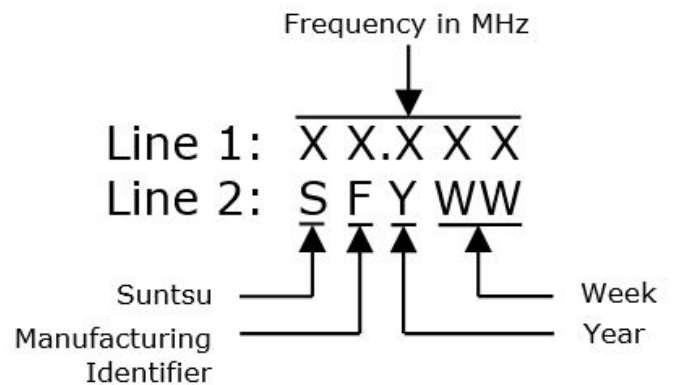 Frequency in MHz
Line 1: X X.X X X
Line 2: S F Y WW
Suntsu
Week
Manufacturing
Identifier
Year